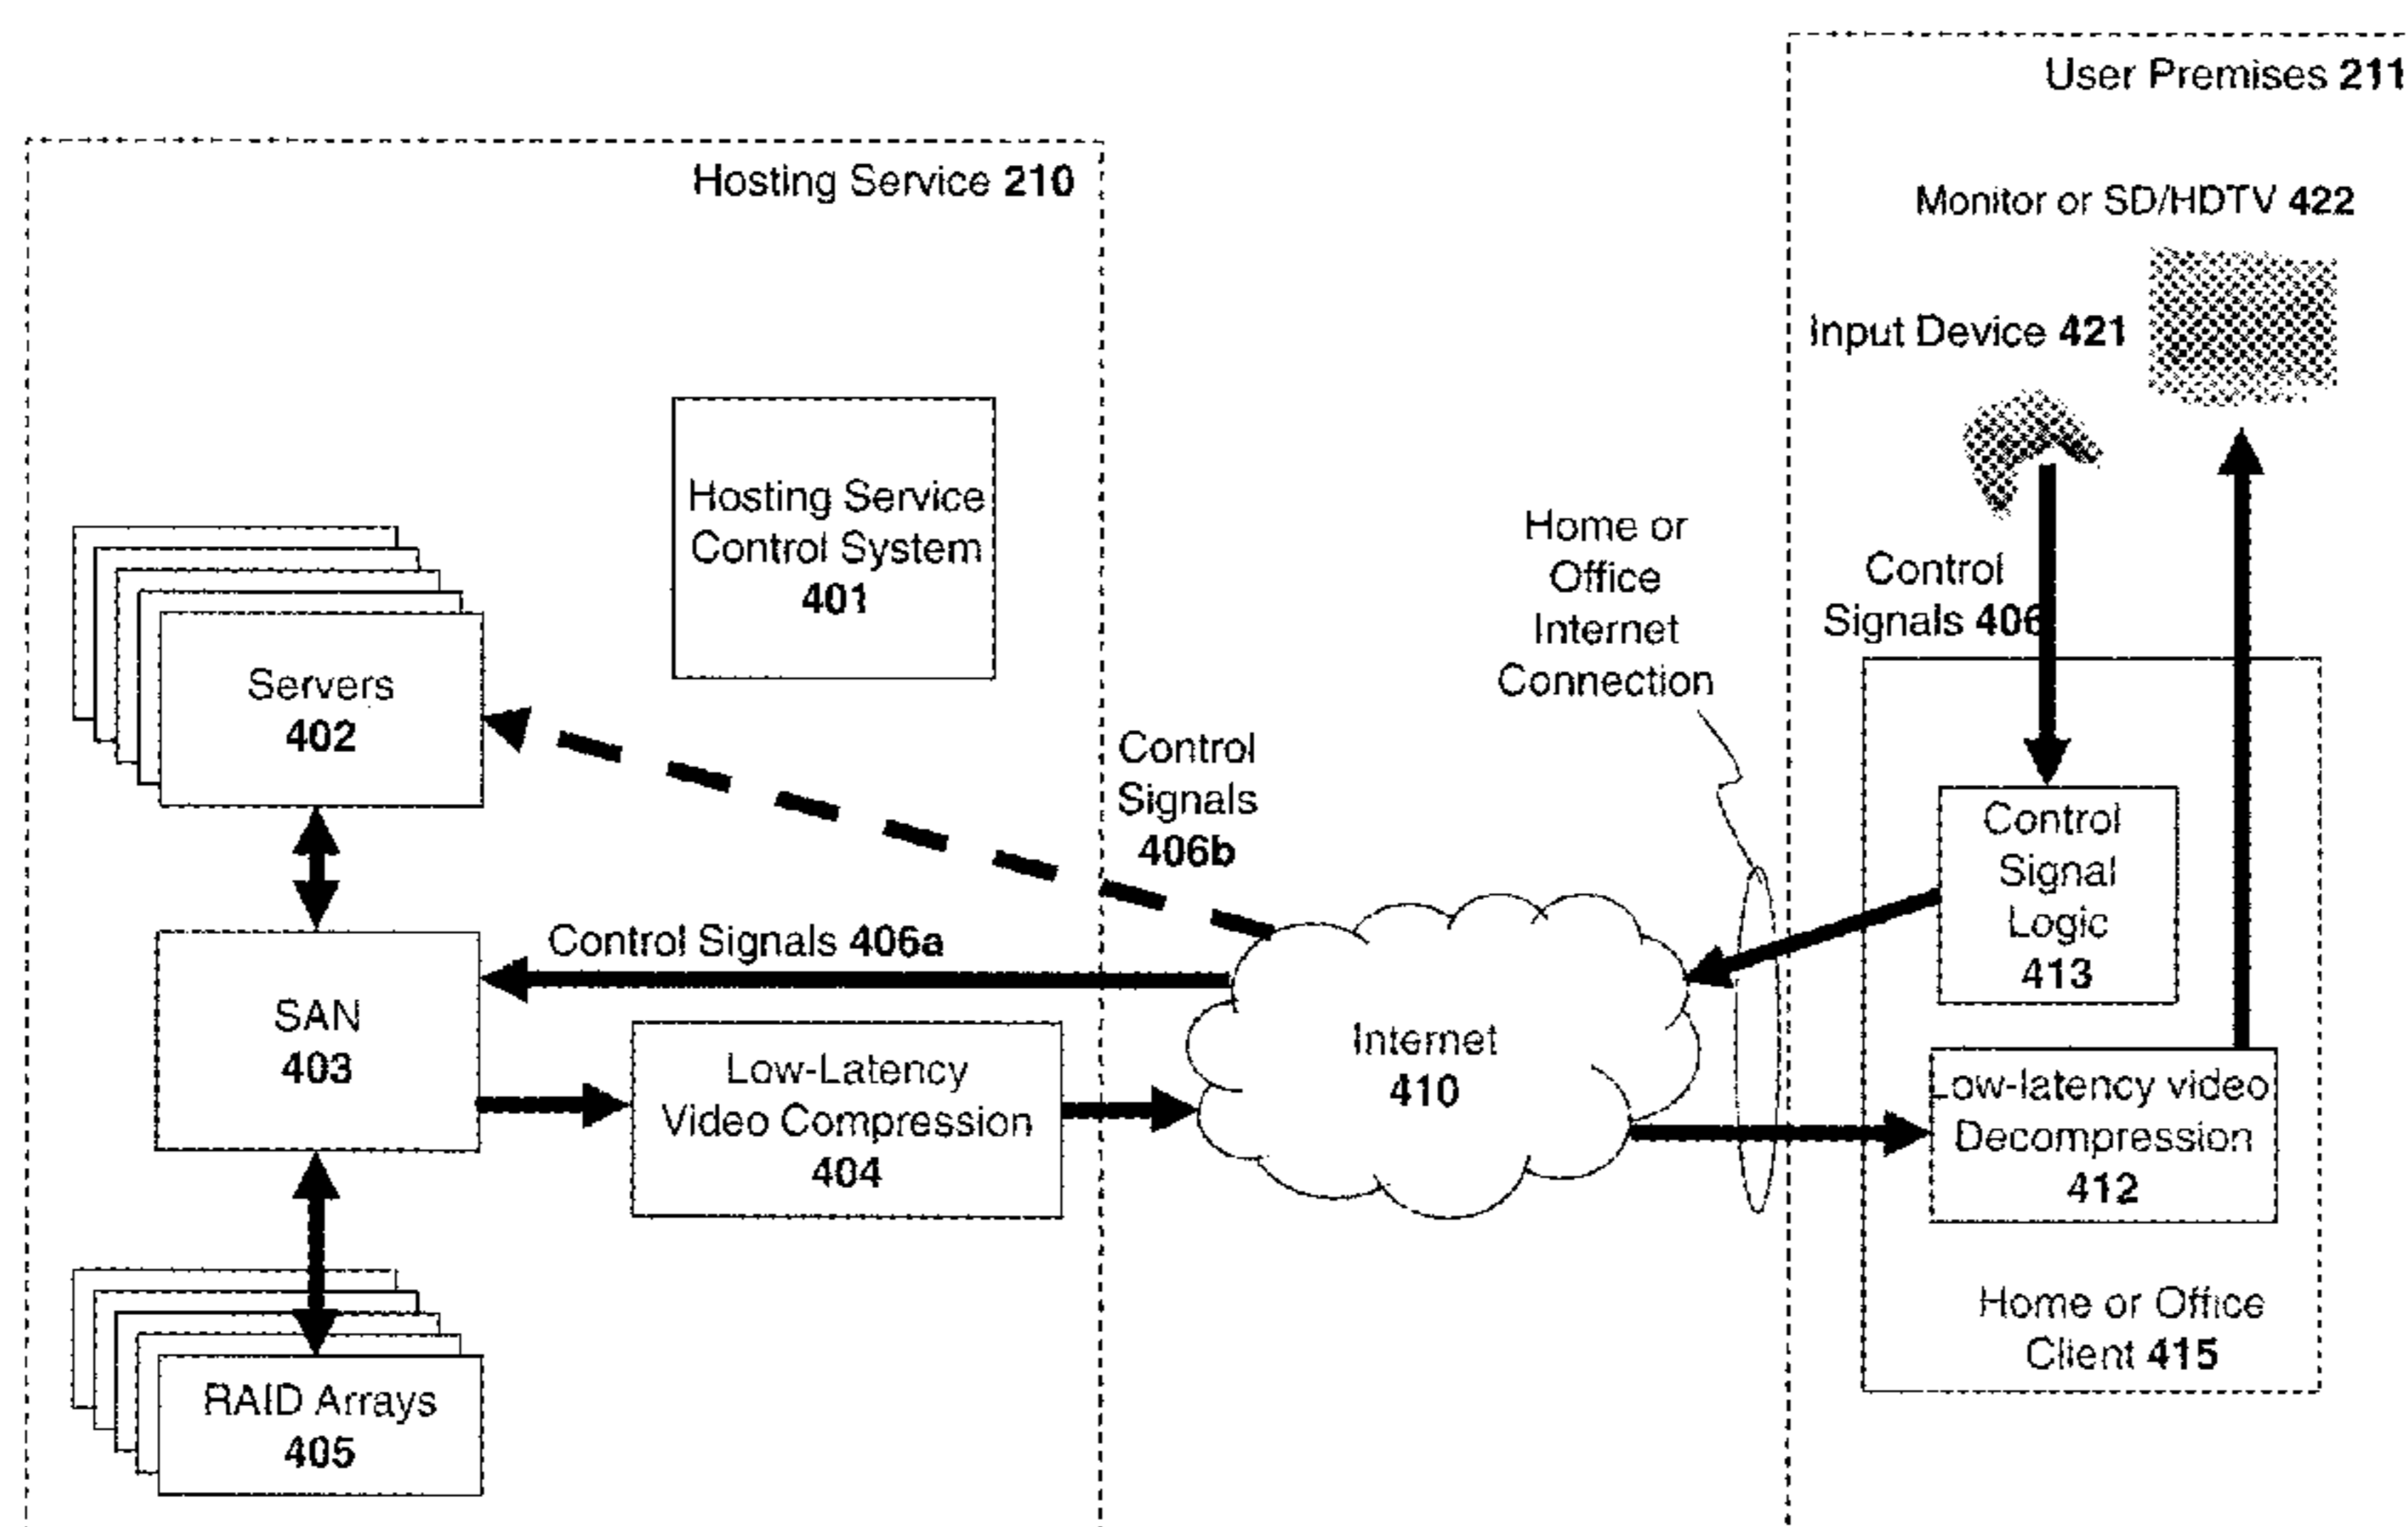 User Premises 211
Hosting Service 210
Monitor or SD/HDTV 422
Input Device 421
Hosting Service
Control System
401
Home or
Office
Internet
Connection
Control
Signals 406
Servers
402
Control
Signals
406b
Control
Signal
Logic
413
Control Signals 406a
SAN
403
Low-Latency
Video Compression
404
Internet
410
Low-latency video
Decompression
412
Home or Office
Client 415
RAID Arrays
405